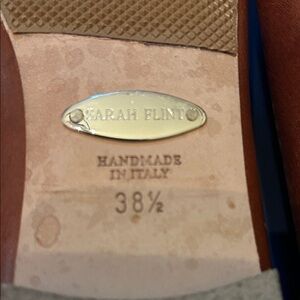 SARAH FLINT
HANDMADE
IN ITALY
38½